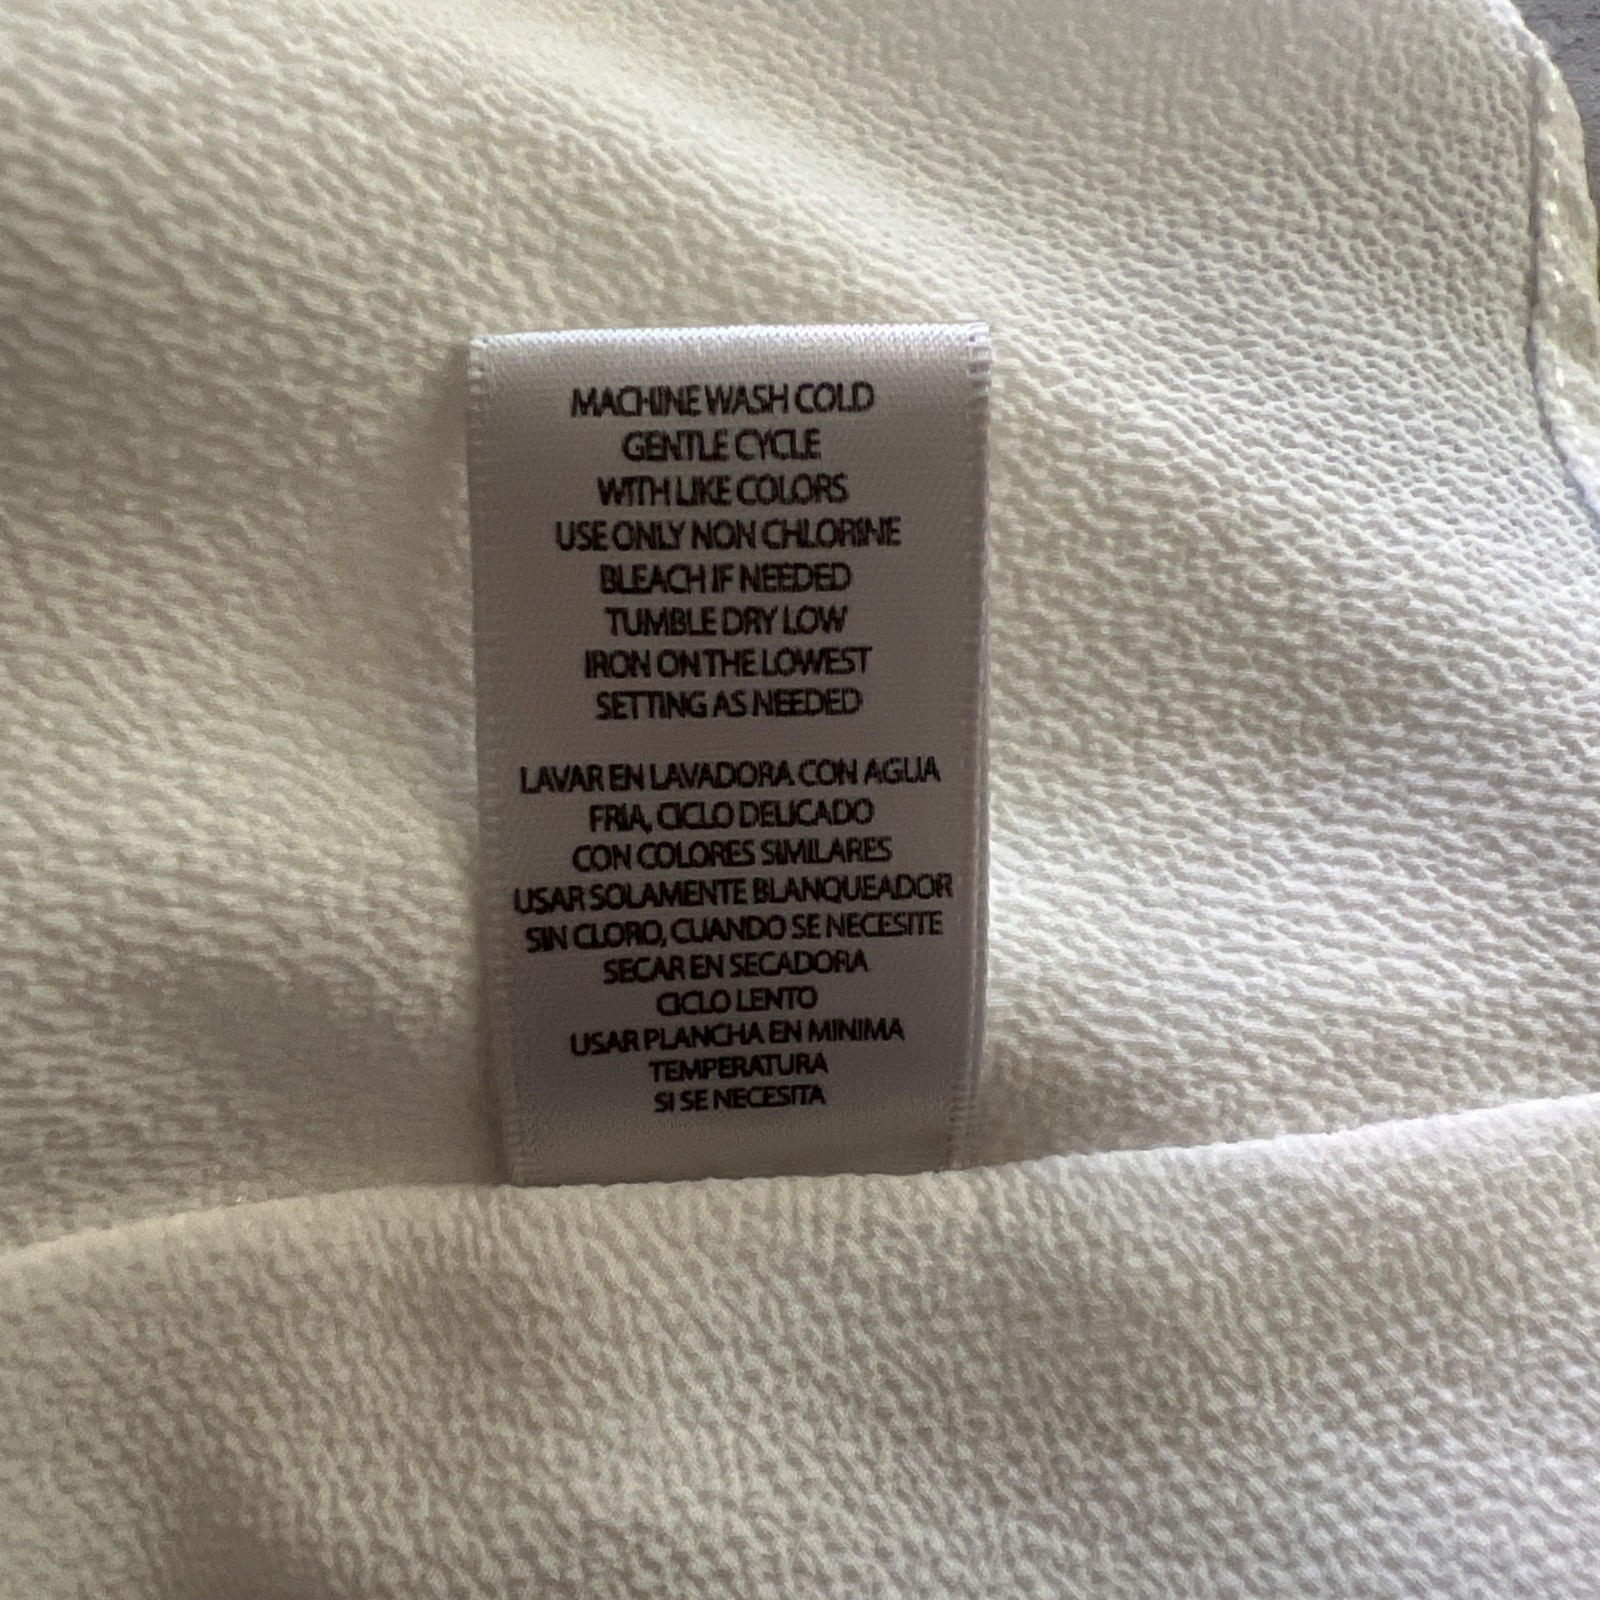 MACHINE WASH COLD
GENTLE CYCLE
WITH LIKE COLORS
USE ONLY NON CHLORINE
BLEACH IF NEEDED
TUMBLE DRY LOW
IRON ON THE LOWEST
SETTING AS NEEDED
LAVAR EN LAVADORA CON AGUA
FRIA, CICLO DELICADO
CON COLORES SIMILARES
USAR SOLAMENTE BLANQUEADOR
SIN CLORO, CUANDO SE NECESITE
SECAR EN SECADORA
CICLO LENTO
USAR PLANCHA EN MINIMA
TEMPERATURA
SI SE NECESITA